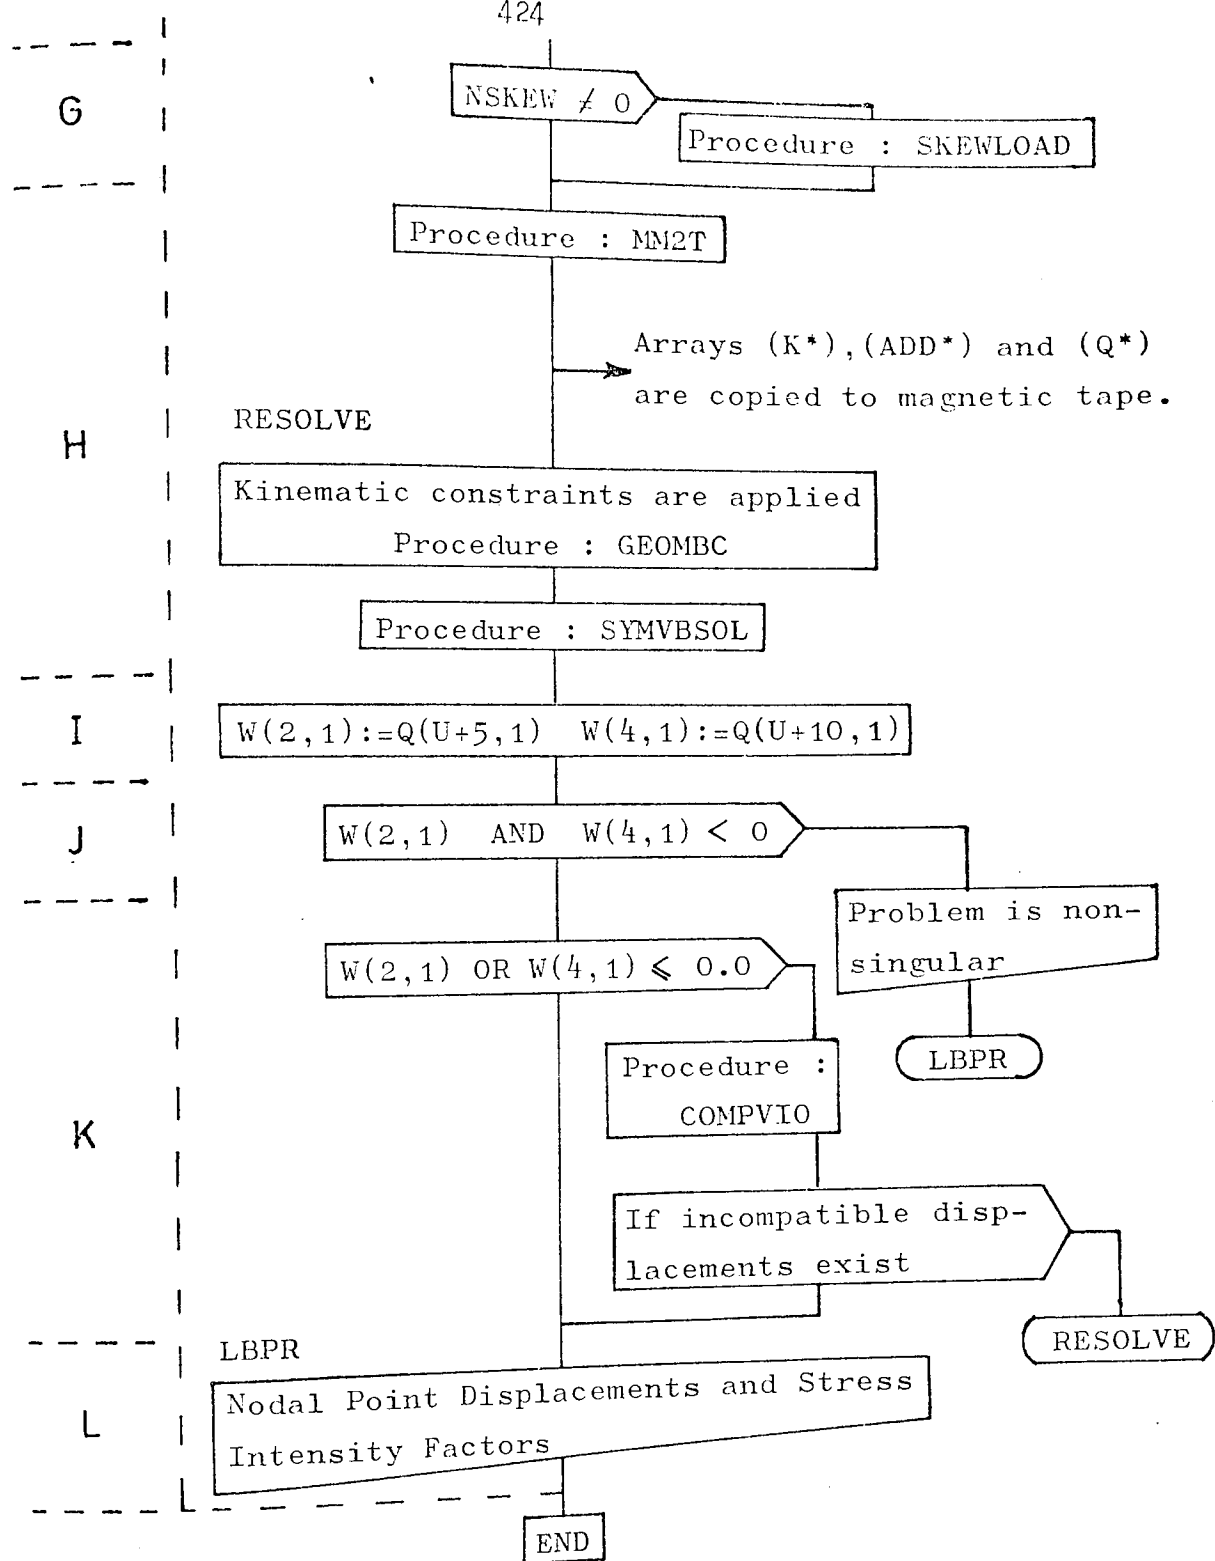 424
G
NSKEW ≠ 0
Procedure : SKEWLOAD
Procedure : MM2T
Arrays (K*),(ADD*) and (Q*)
are copied to magnetic tape.
RESOLVE
H
Kinematic constraints are applied
Procedure : GEOMBC
Procedure : SYMVBSOL
I
W(2,1):=Q(U+5,1) W(4,1):=Q(U+10,1)
J
W(2,1) AND W(4,1) < 0
Problem is non-
singular
W(2,1) OR W(4,1) ⩽ 0.0
LBPR
Procedure :
COMPVIO
K
If incompatible disp-
lacements exist
RESOLVE
LBPR
L
Nodal Point Displacements and Stress
Intensity Factors
END